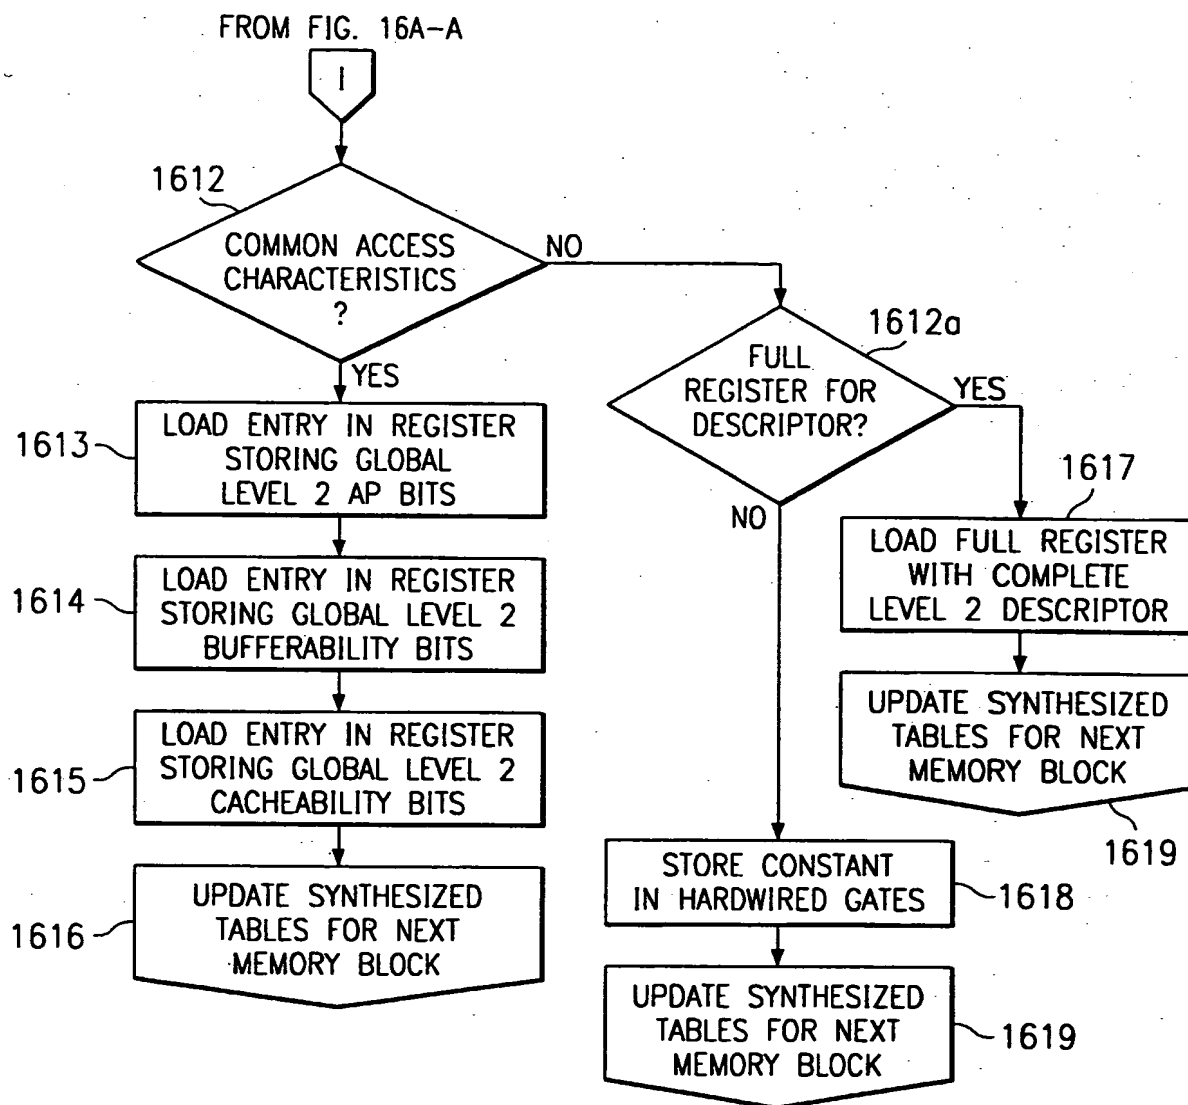 FROM FIG. 16A-A
I
1612
COMMON ACCESS
CHARACTERISTICS
?
NO
YES
1612a
FULL
REGISTER FOR
DESCRIPTOR?
YES
NO
1613
LOAD ENTRY IN REGISTER
STORING GLOBAL
LEVEL 2 AP BITS
1614
LOAD ENTRY IN REGISTER
STORING GLOBAL LEVEL 2
BUFFERABILITY BITS
1615
LOAD ENTRY IN REGISTER
STORING GLOBAL LEVEL 2
CACHEABILITY BITS
1616
UPDATE SYNTHESIZED
TABLES FOR NEXT
MEMORY BLOCK
1617
LOAD FULL REGISTER
WITH COMPLETE
LEVEL 2 DESCRIPTOR
UPDATE SYNTHESIZED
TABLES FOR NEXT
MEMORY BLOCK
1619
STORE CONSTANT
IN HARDWIRED GATES
1618
UPDATE SYNTHESIZED
TABLES FOR NEXT
MEMORY BLOCK
1619